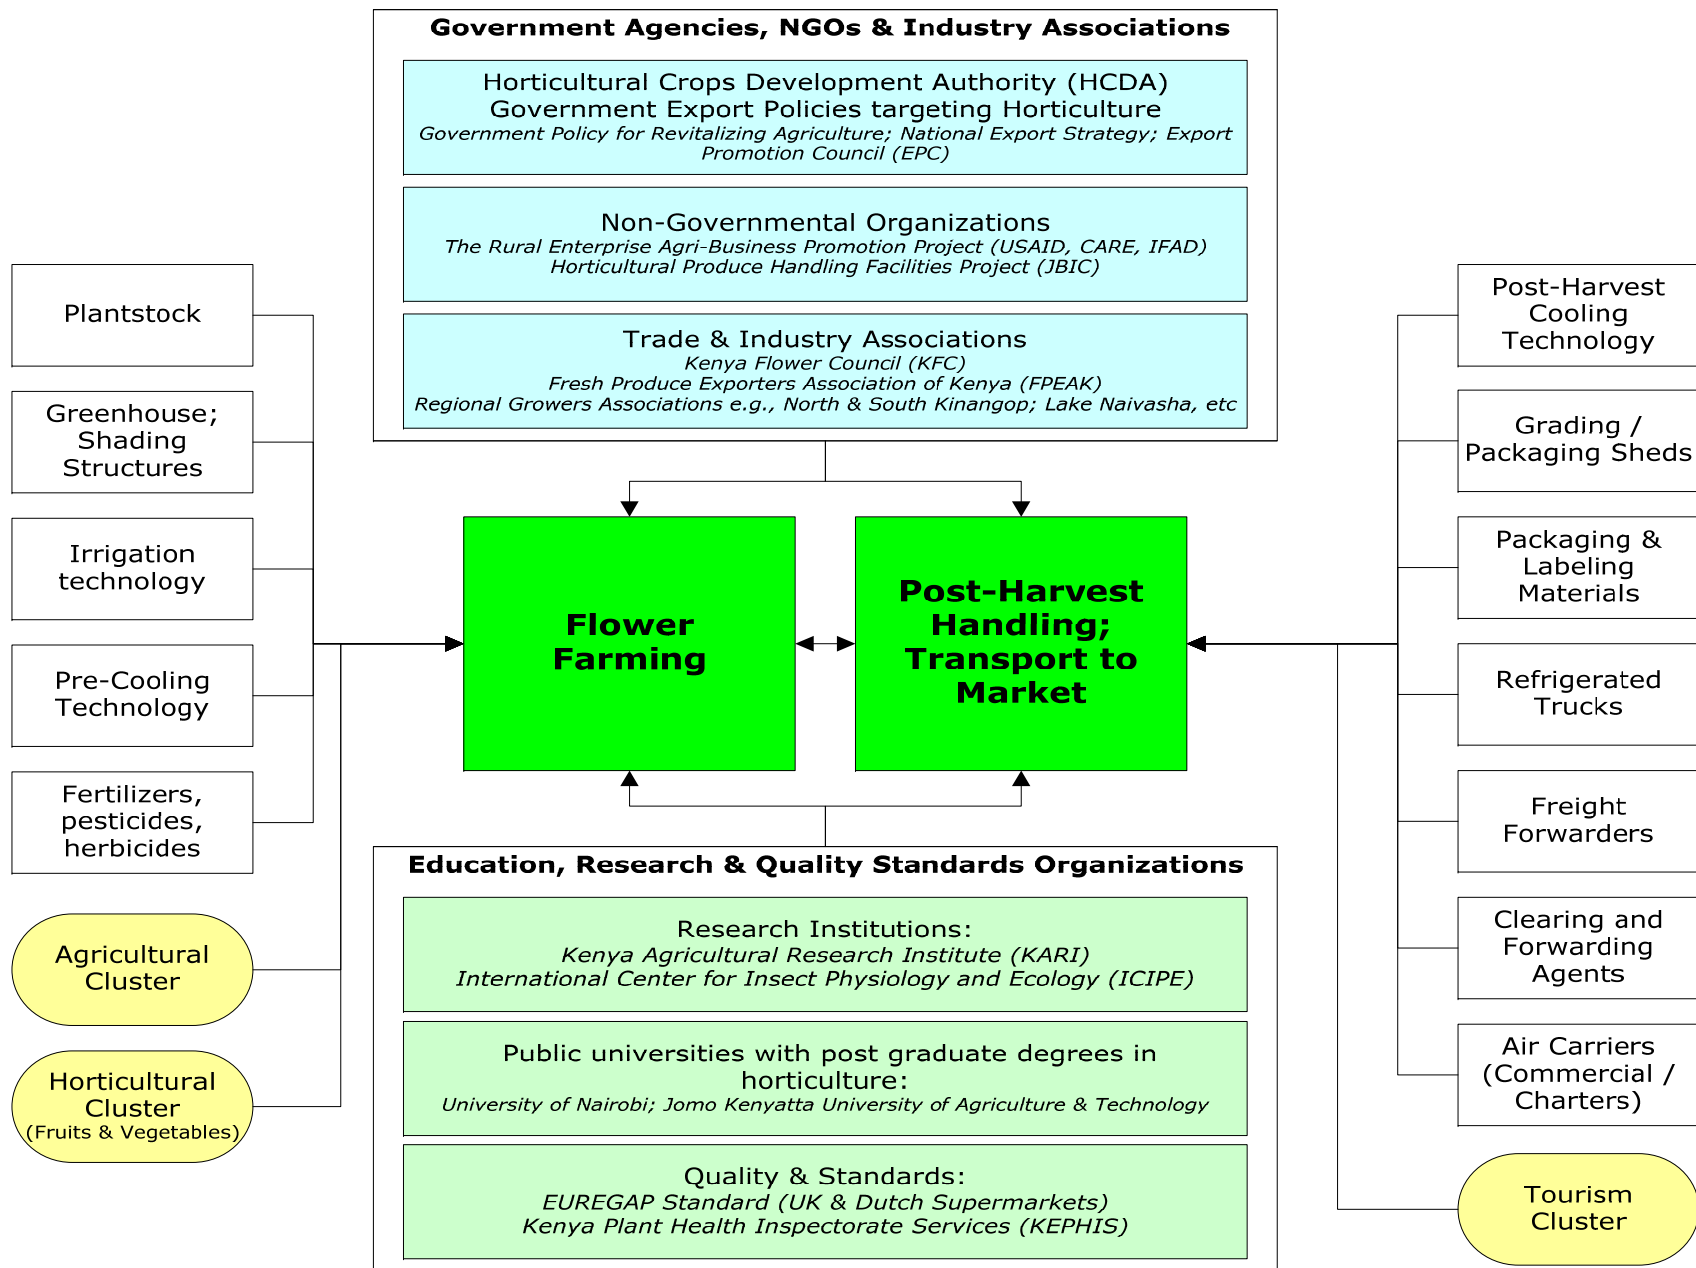 Government Agencies, NGOs & Industry Associations
Horticultural Crops Development Authority (HCDA)
Government Export Policies targeting Horticulture
Government Policy for Revitalizing Agriculture; National Export Strategy; Export
Promotion Council (EPC)
Non-Governmental Organizations
The Rural Enterprise Agri-Business Promotion Project (USAID, CARE, IFAD)
Horticultural Produce Handling Facilities Project (JBIC)
Trade & Industry Associations
Kenya Flower Council (KFC)
Fresh Produce Exporters Association of Kenya (FPEAK)
Regional Growers Associations e.g., North & South Kinangop; Lake Naivasha, etc
Plantstock
Greenhouse;
Shading
Structures
Irrigation
technology
Pre-Cooling
Technology
Fertilizers,
pesticides,
herbicides
Agricultural
Cluster
Horticultural
Cluster
(Fruits & Vegetables)
Flower
Farming
Post-Harvest
Handling;
Transport to
Market
Post-Harvest
Cooling
Technology
Grading /
Packaging Sheds
Packaging &
Labeling
Materials
Refrigerated
Trucks
Freight
Forwarders
Clearing and
Forwarding
Agents
Air Carriers
(Commercial /
Charters)
Tourism
Cluster
Education, Research & Quality Standards Organizations
Research Institutions:
Kenya Agricultural Research Institute (KARI)
International Center for Insect Physiology and Ecology (ICIPE)
Public universities with post graduate degrees in
horticulture:
University of Nairobi; Jomo Kenyatta University of Agriculture & Technology
Quality & Standards:
EUREGAP Standard (UK & Dutch Supermarkets)
Kenya Plant Health Inspectorate Services (KEPHIS)